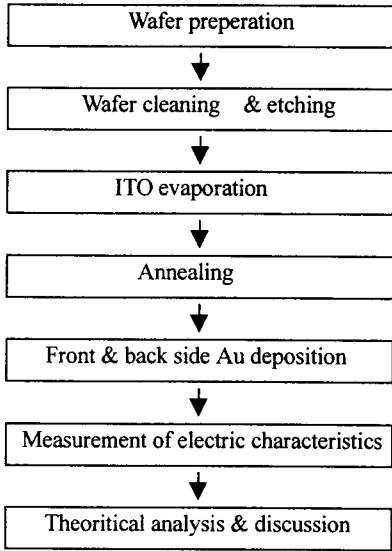 Wafer preperation
Wafer cleaning & etching
ITO evaporation
Annealing
Front & back side Au deposition
Measurement of electric characteristics
Theoritical analysis & discussion